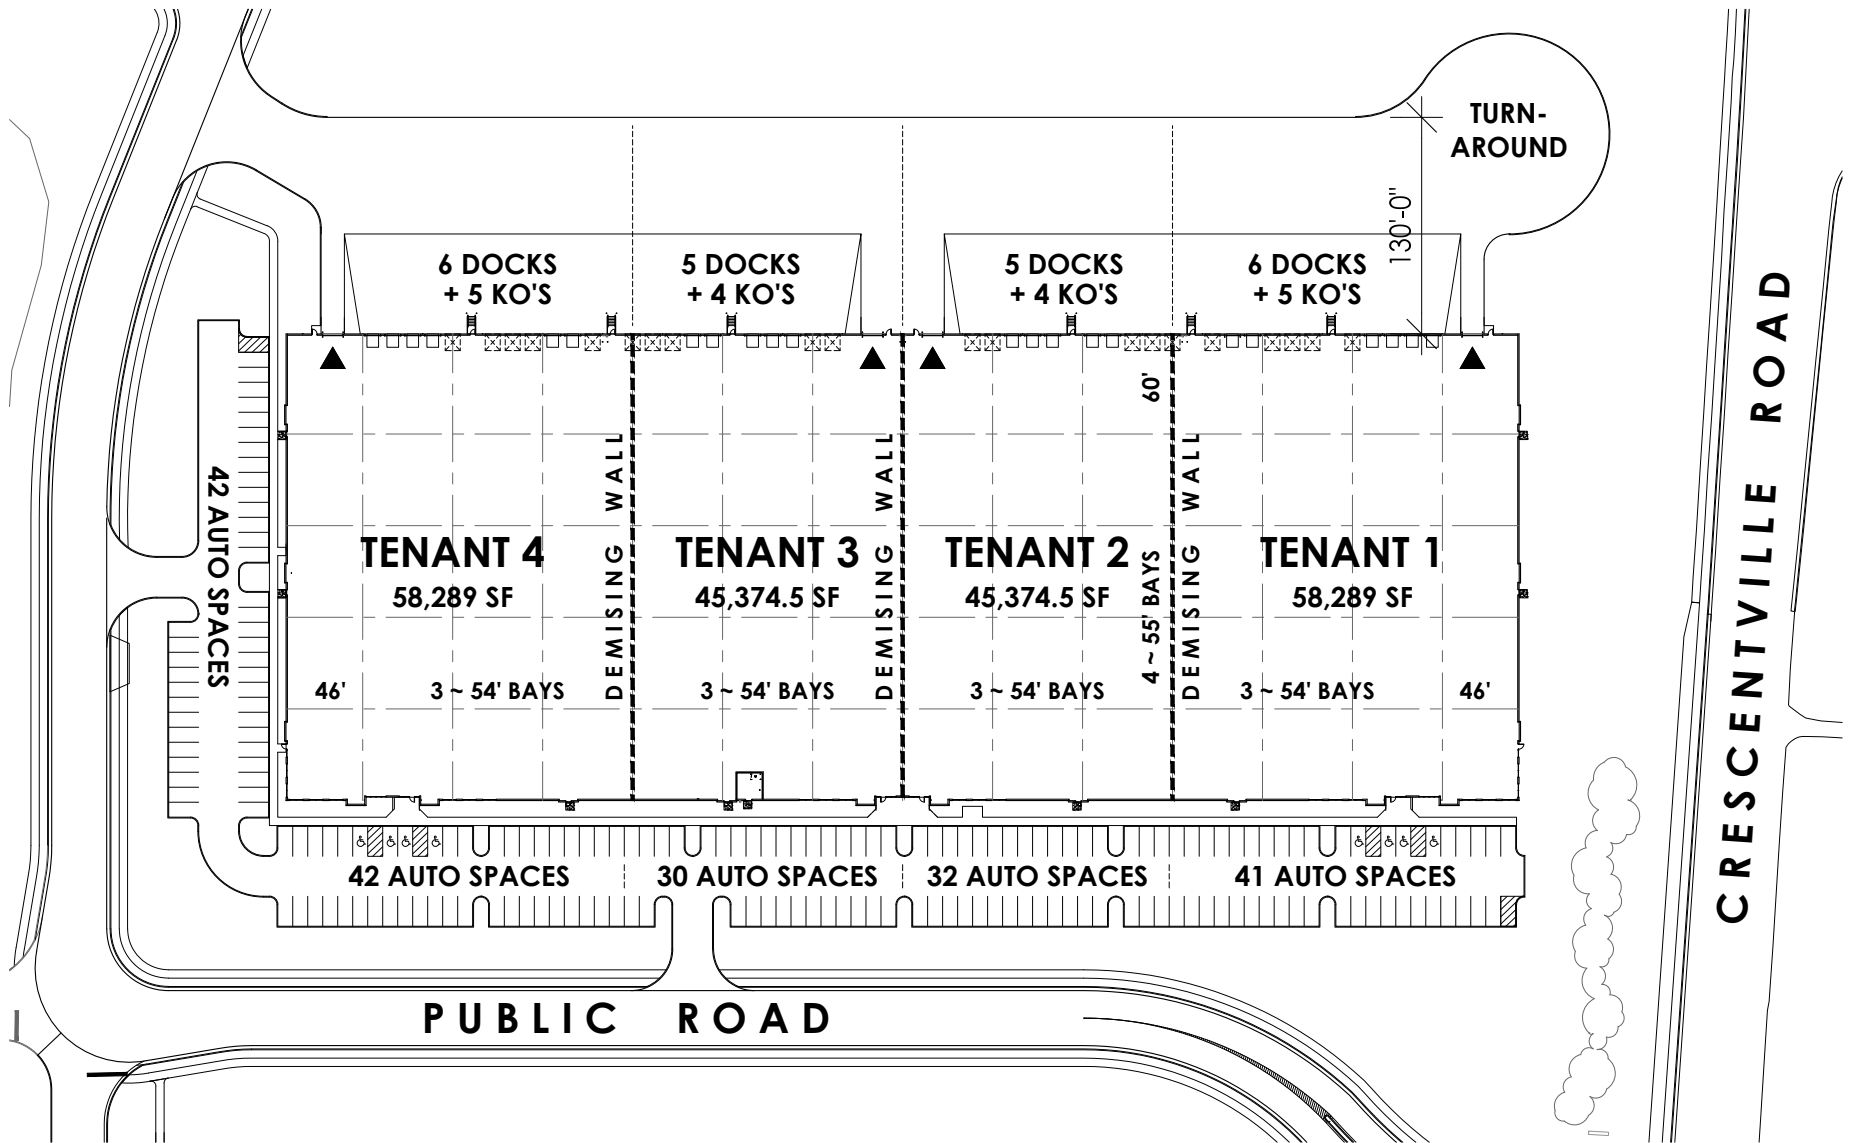 TURN-
AROUND
130'-0"
6 DOCKS
+ 5 KO'S
5 DOCKS
+ 4 KO'S
5 DOCKS
+ 4 KO'S
6 DOCKS
+ 5 KO'S
60'
42 AUTO SPACES
TENANT 4
58,289 SF
DEMISING WALL
TENANT 3
45,374.5 SF
DEMISING WALL
TENANT 2
45,374.5 SF
4 ~ 55' BAYS
DEMISING WALL
TENANT 1
58,289 SF
46'
3 ~ 54' BAYS
3 ~ 54' BAYS
3 ~ 54' BAYS
3 ~ 54' BAYS
46'
42 AUTO SPACES
30 AUTO SPACES
32 AUTO SPACES
41 AUTO SPACES
PUBLIC ROAD
CRESCENTVILLE ROAD